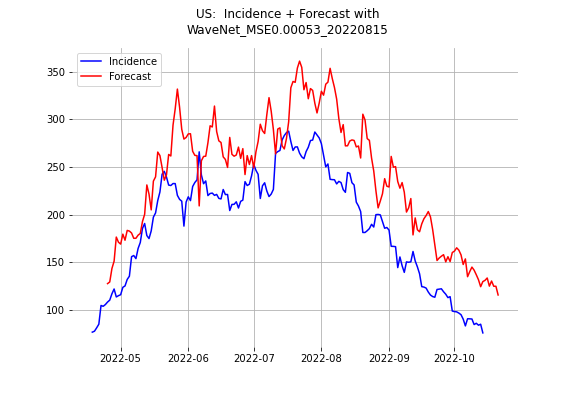 US:  Incidence + Forecast with
WaveNet_MSE0.00053_20220815
Incidence
Forecast
350
300
250
200
150
100
2022-05 2022-06 2022-07 2022-08 2022-09 2022-10